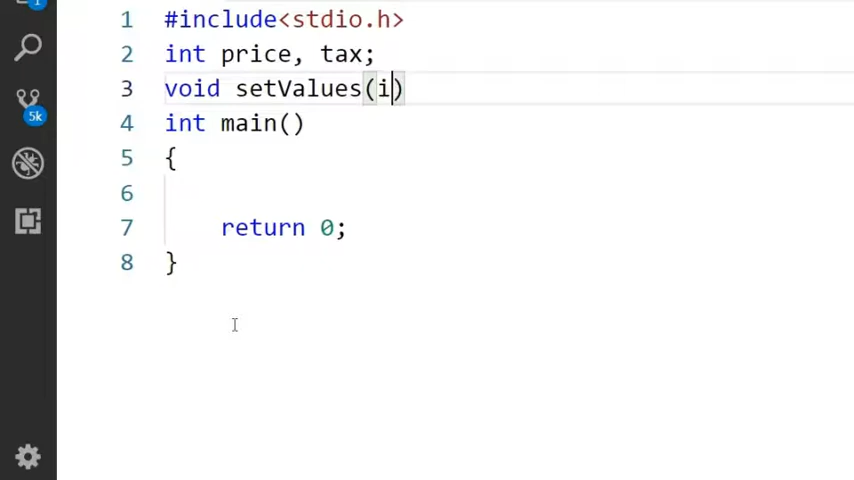 1 #include<stdio.h>
2 int price, tax;
3 void setValues(i)
4 int main()
5 {
6
7 return 0;
8 }
5k